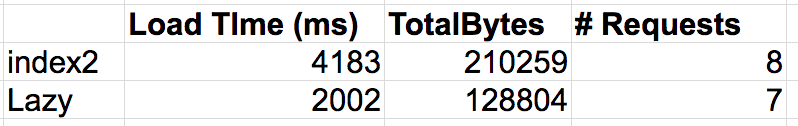 Load TIme (ms) TotalBytes # Requests
index2 4183 210259 8
Lazy 2002 128804 7